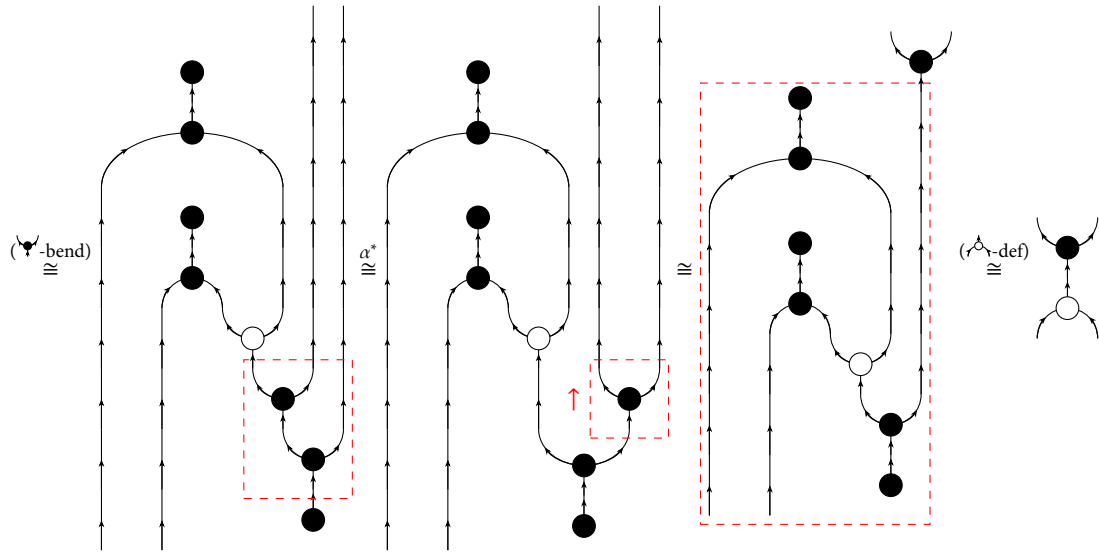 ( -bend)
≅
α*
≅
↑
≅
( -def)
≅